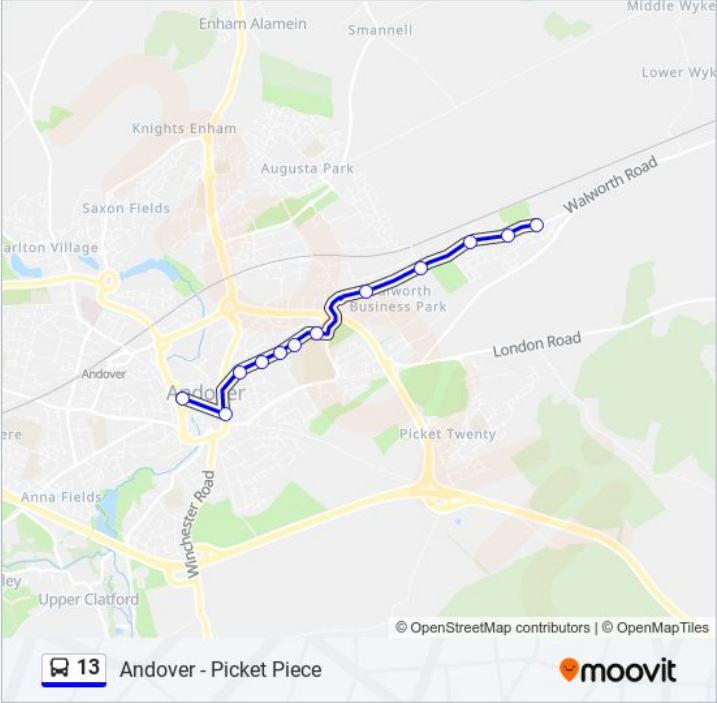 Middle Wyke
Enham Alamein
Smannell
Lower Wyk
Knights Enham
Augusta Park
Walworth Road
Saxon Fields
arlton Village
alworth
Business Park
London Road
Andover
Andover
ere
Picket Twenty
Anna Fields
Winchester Road
ley
Upper Clatford
© OpenStreetMap contributors | © OpenMapTiles
13 Andover - Picket Piece
moovit